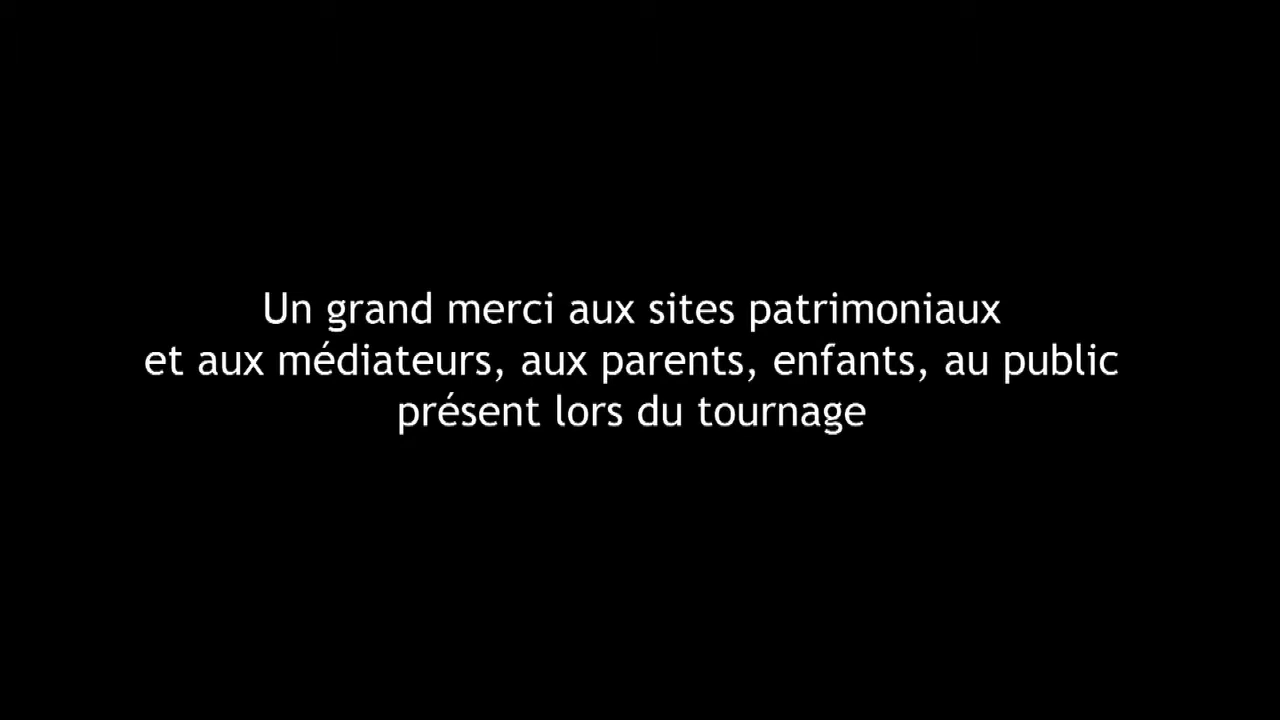 Un grand merci aux sites patrimoniaux
et aux médiateurs, aux parents, enfants, au public
présent lors du tournage